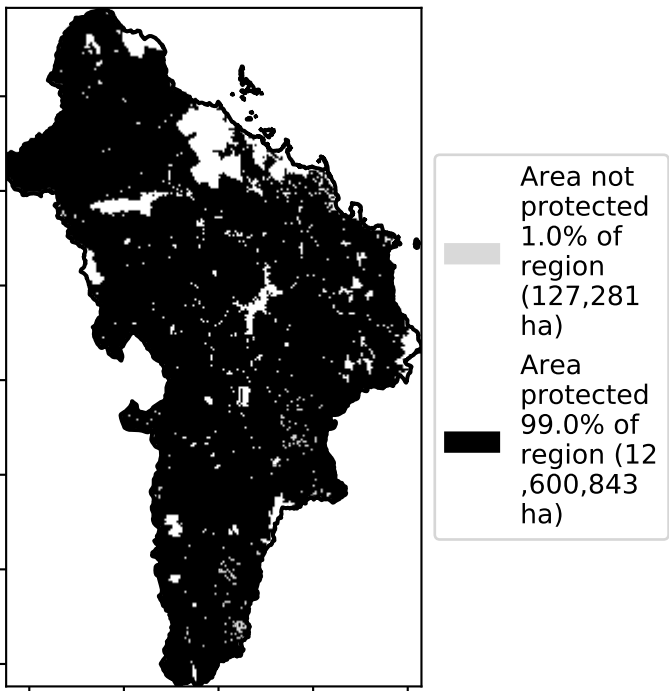 Area not
protected
1.0% of
region
(127,281
ha)
Area
protected
99.0% of
region (12
,600,843
ha)